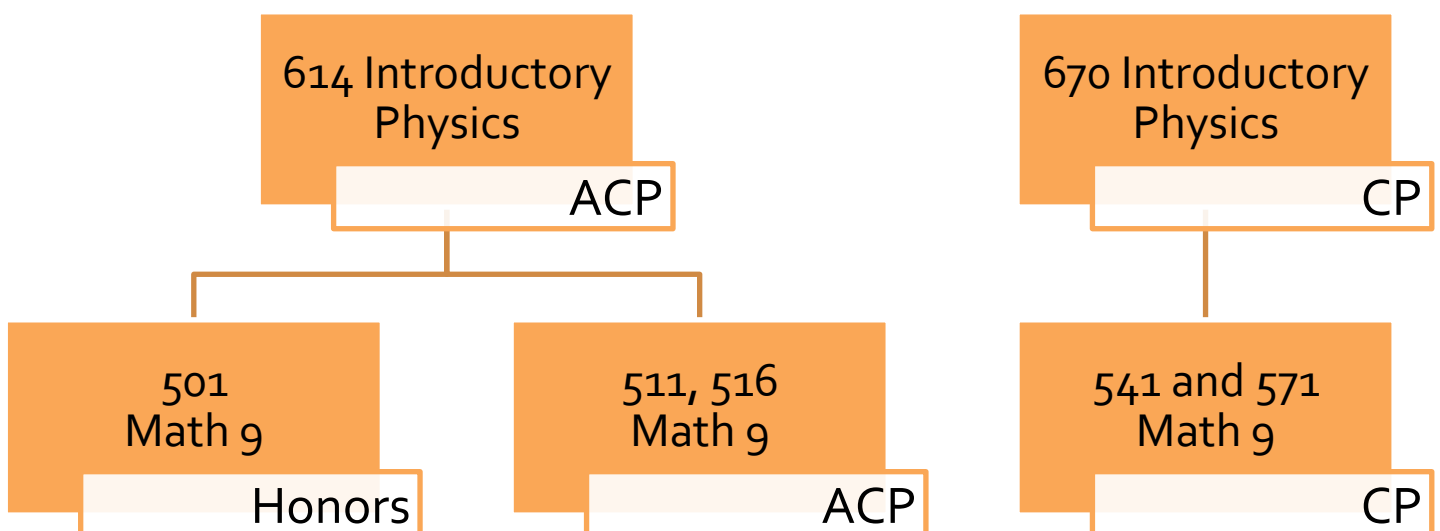 614 Introductory
Physics
ACP
670 Introductory
Physics
CP
501
Math 9
Honors
511, 516
Math 9
ACP
541 and 571
Math 9
CP